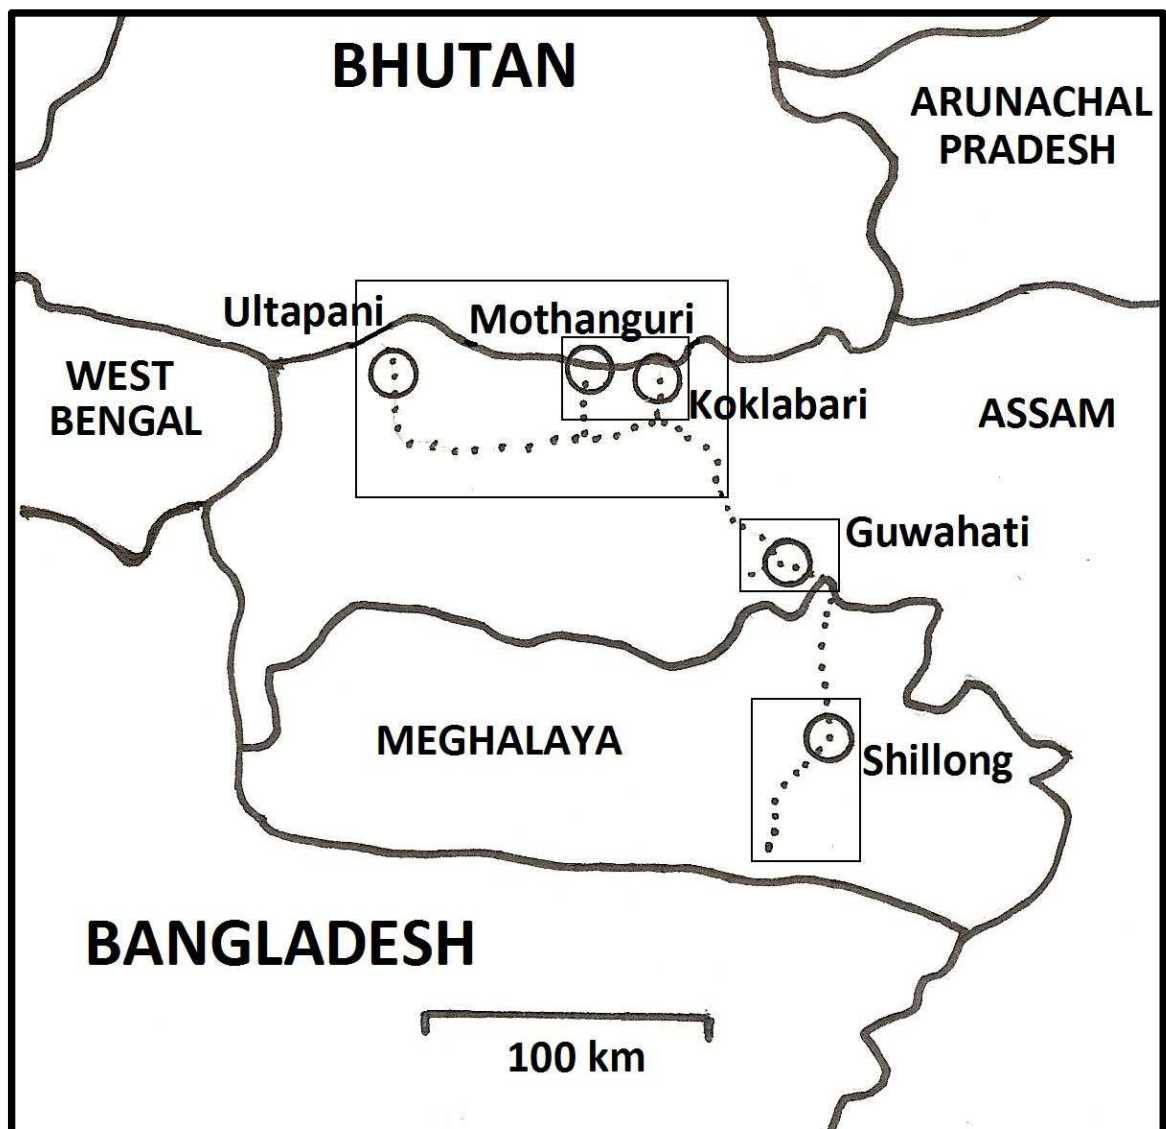 BHUTAN
ARUNACHAL
PRADESH
Ultapani
Mothanguri
WEST
BENGAL
Koklabari
ASSAM
Guwahati
MEGHALAYA
Shillong
BANGLADESH
100 km